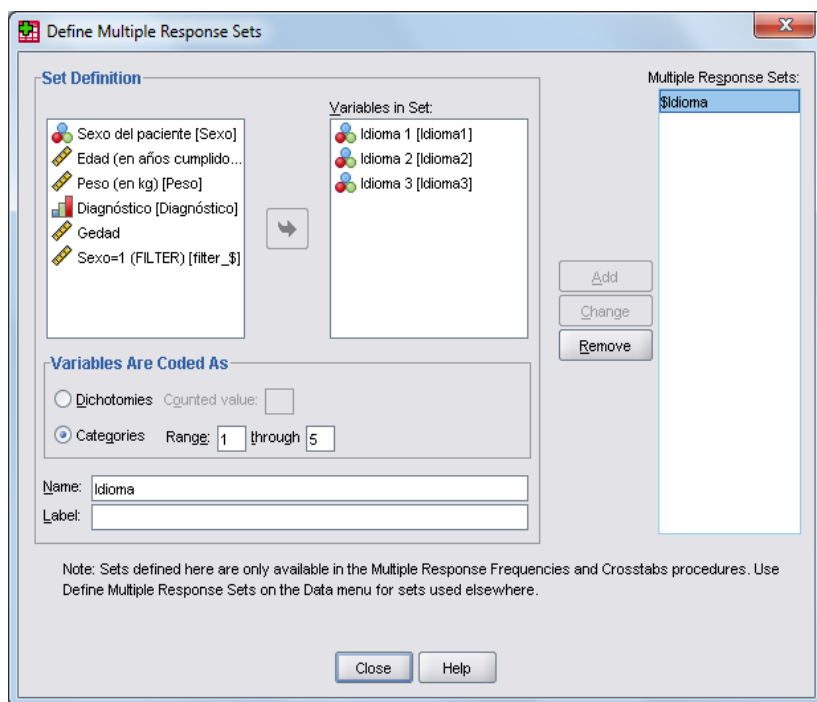 Define Multiple Response Sets
Set Definition
Sexo del paciente [Sexo]
Edad (en años cumplido...
Peso (en kg) [Peso]
Diagnóstico [Diagnóstico]
Gedad
Sexo=1 (FILTER) [filter_$]
Variables in Set:
Idioma 1 [Idioma1]
Idioma 2 [Idioma2]
Idioma 3 [Idioma3]
Multiple Response Sets:
$Idioma
Add
Change
Remove
Variables Are Coded As
Dichotomies Counted value:
Categories Range: 1 through 5
Name: Idioma
Label:
Note: Sets defined here are only available in the Multiple Response Frequencies and Crosstabs procedures. Use
Define Multiple Response Sets on the Data menu for sets used elsewhere.
Close Help